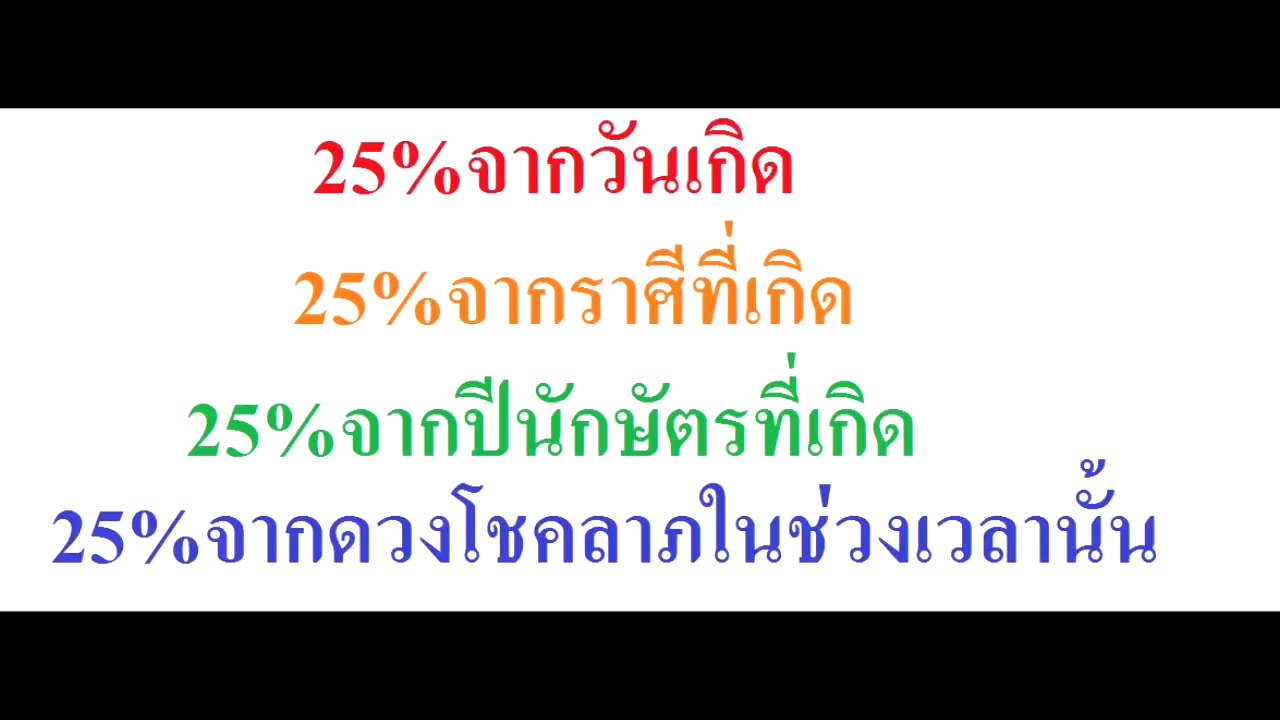 25%จากวันเกิด
25%จากราศีที่เกิด
25%จากปีนักษัตรที่เกิด
25%จากดวงโชคลาภในช่วงเวลานั้น